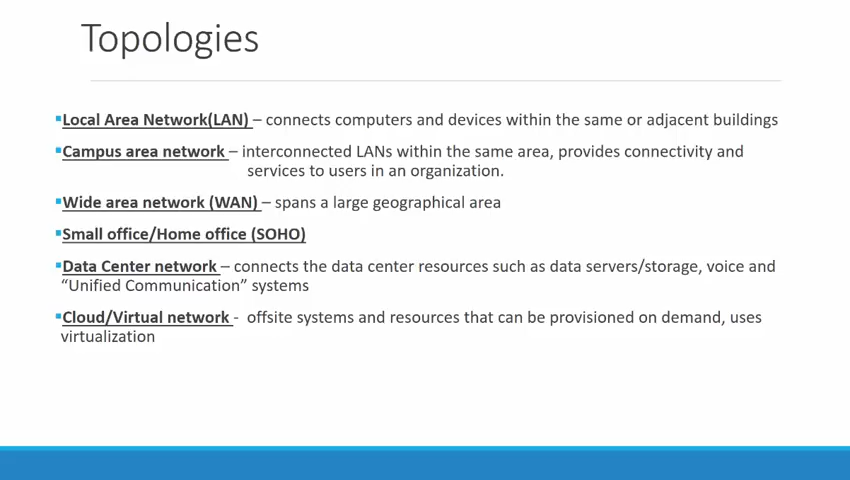 Topologies
▪Local Area Network(LAN) – connects computers and devices within the same or adjacent buildings
▪Campus area network – interconnected LANs within the same area, provides connectivity and
services to users in an organization.
▪Wide area network (WAN) – spans a large geographical area
▪Small office/Home office (SOHO)
▪Data Center network – connects the data center resources such as data servers/storage, voice and
“Unified Communication” systems
▪Cloud/Virtual network - offsite systems and resources that can be provisioned on demand, uses
virtualization